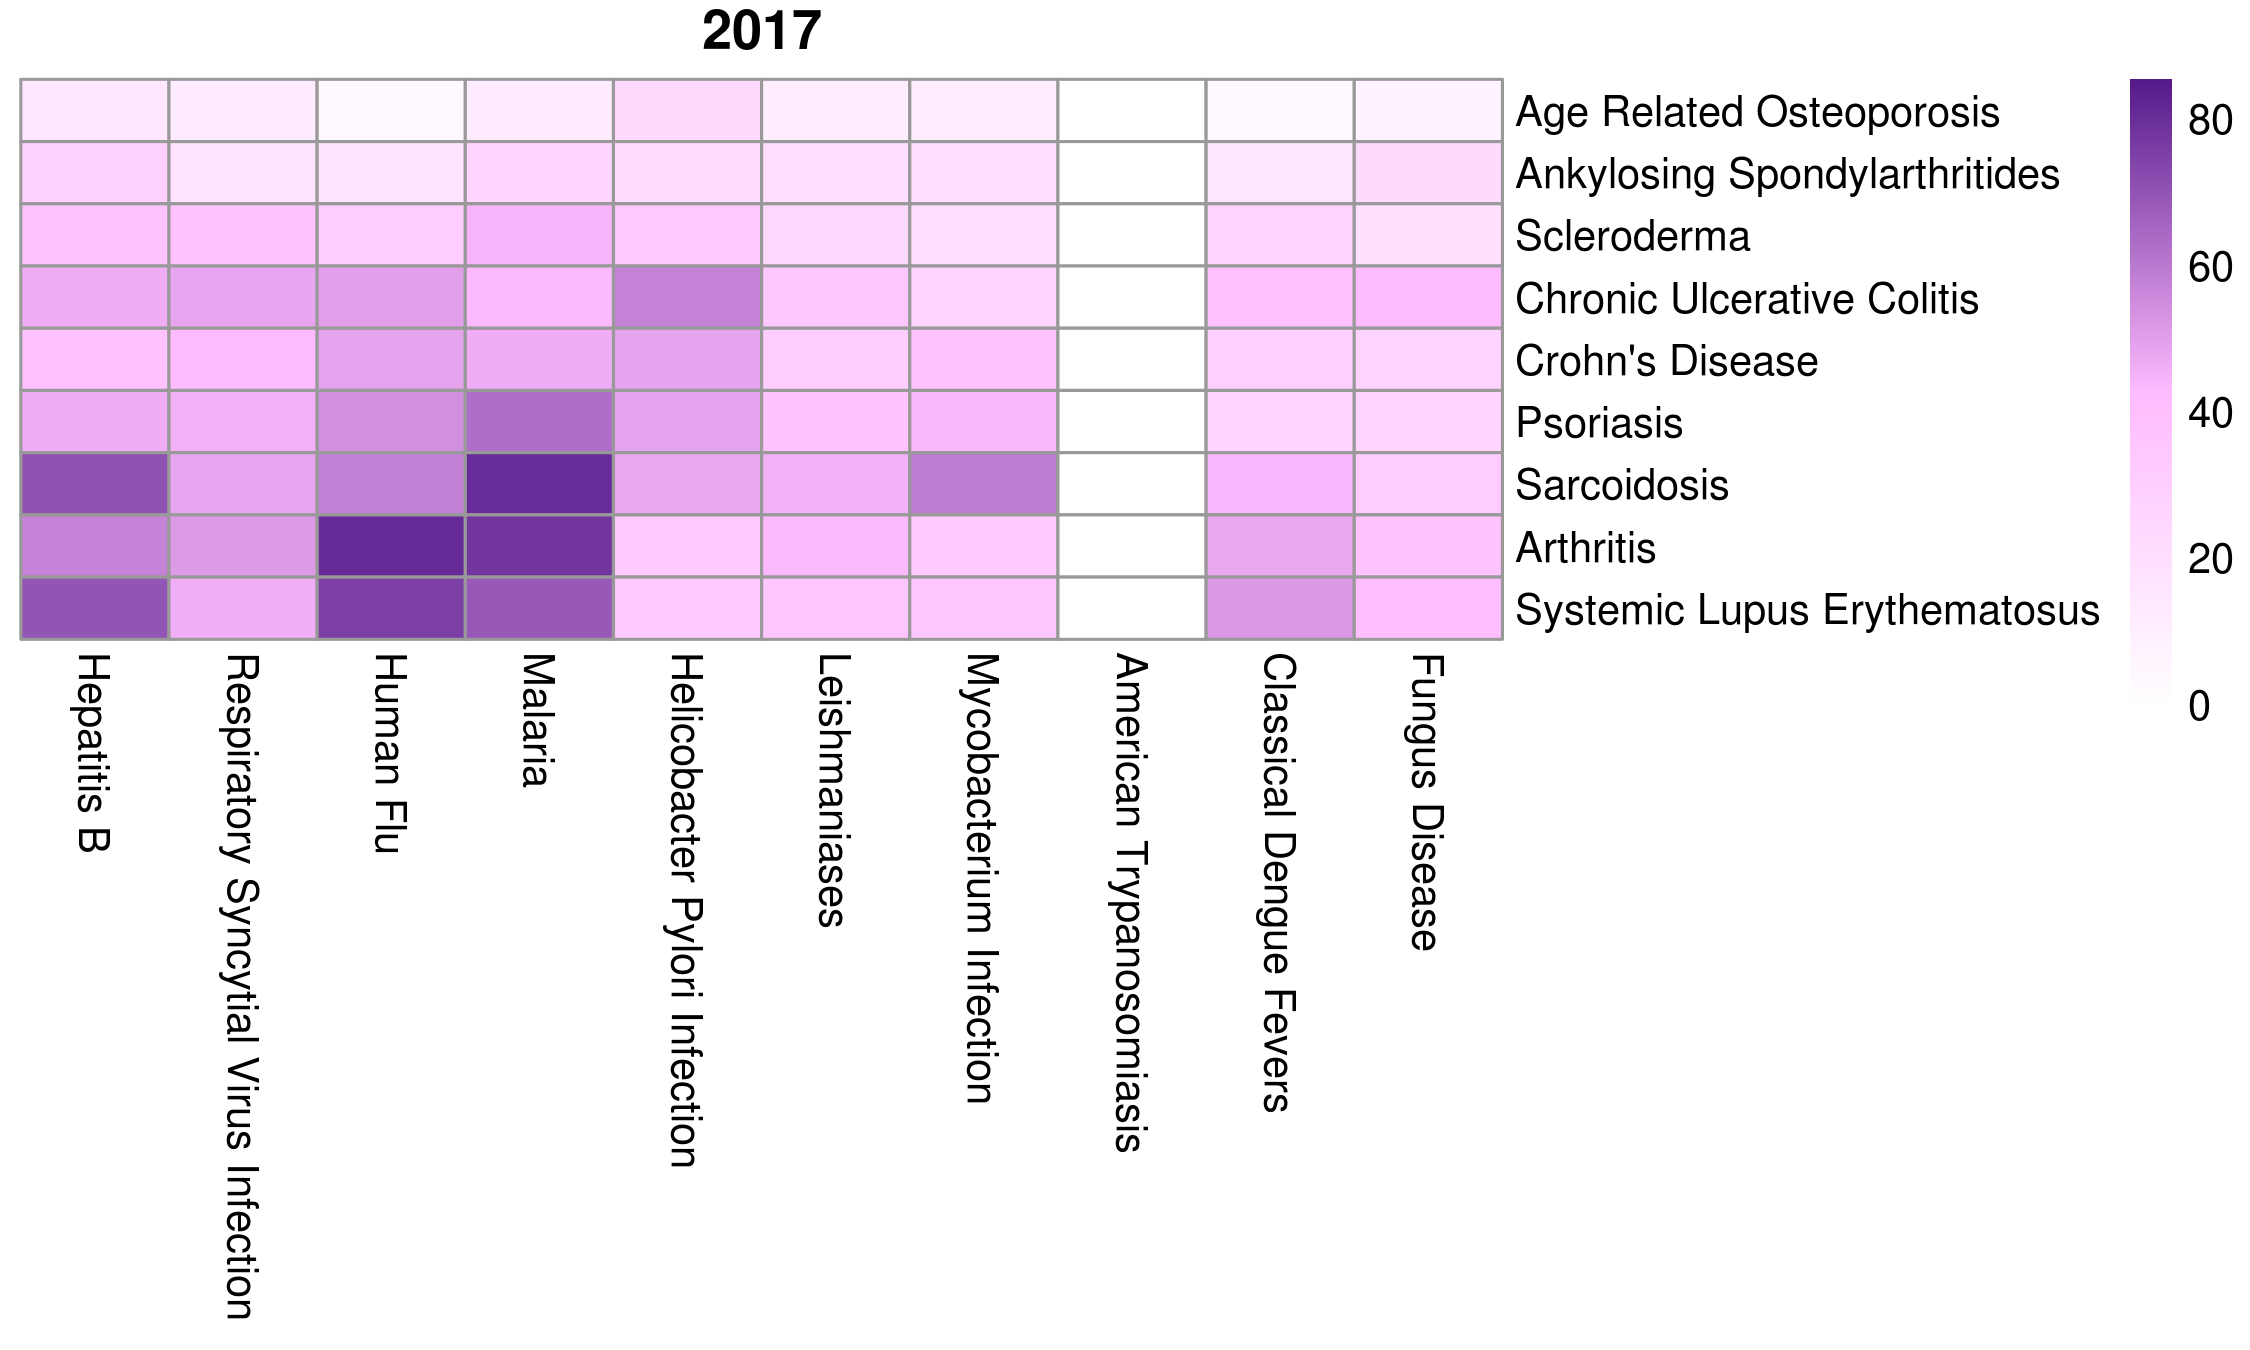 2017
Age Related Osteoporosis
Ankylosing Spondylarthritides
Scleroderma
Chronic Ulcerative Colitis
Crohn's Disease
Psoriasis
Sarcoidosis
Arthritis
Systemic Lupus Erythematosus
80
60
40
20
0
Hepatitis B
Respiratory Syncytial Virus Infection
Human Flu
Malaria
Helicobacter Pylori Infection
Leishmaniases
Mycobacterium Infection
American Trypanosomiasis
Classical Dengue Fevers
Fungus Disease